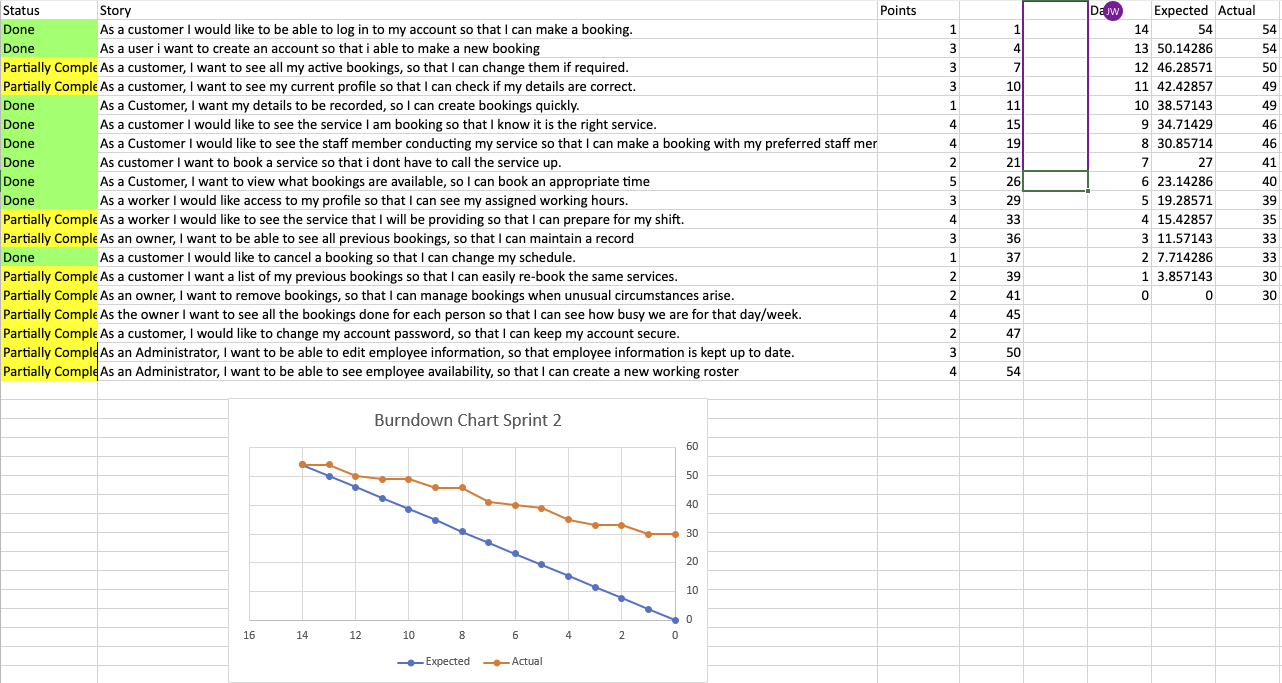 Status Story Points Da JW Expected Actual
Done As a customer I would like to be able to log in to my account so that I can make a booking. 1 1 14 54 54
Done As a user i want to create an account so that i able to make a new booking 3 4 13 50.14286 54
Partially Comple As a customer, I want to see all my active bookings, so that I can change them if required. 3 7 12 46.28571 50
Partially Comple As a customer, I want to see my current profile so that I can check if my details are correct. 3 10 11 42.42857 49
Done As a Customer, I want my details to be recorded, so I can create bookings quickly. 1 11 10 38.57143 49
Done As a customer I would like to see the service I am booking so that I know it is the right service. 4 15 9 34.71429 46
Done As a Customer I would like to see the staff member conducting my service so that I can make a booking with my preferred staff mer 4 19 8 30.85714 46
Done As customer I want to book a service so that i dont have to call the service up. 2 21 7 27 41
Done As a Customer, I want to view what bookings are available, so I can book an appropriate time 5 26 6 23.14286 40
Done As a worker I would like access to my profile so that I can see my assigned working hours. 3 29 5 19.28571 39
Partially Comple As a worker I would like to see the service that I will be providing so that I can prepare for my shift. 4 33 4 15.42857 35
Partially Comple As an owner, I want to be able to see all previous bookings, so that I can maintain a record 3 36 3 11.57143 33
Done As a customer I would like to cancel a booking so that I can change my schedule. 1 37 2 7.714286 33
Partially Comple As a customer I want a list of my previous bookings so that I can easily re-book the same services. 2 39 1 3.857143 30
Partially Comple As an owner, I want to remove bookings, so that I can manage bookings when unusual circumstances arise. 2 41 0 0 30
Partially Comple As the owner I want to see all the bookings done for each person so that I can see how busy we are for that day/week. 4 45
Partially Comple As a customer, I would like to change my account password, so that I can keep my account secure. 2 47
Partially Comple As an Administrator, I want to be able to edit employee information, so that employee information is kept up to date. 3 50
Partially Comple As an Administrator, I want to be able to see employee availability, so that I can create a new working roster 4 54
Burndown Chart Sprint 2
60
50
40
30
20
10
0
16 14 12 10 8 6 4 2 0
Expected Actual